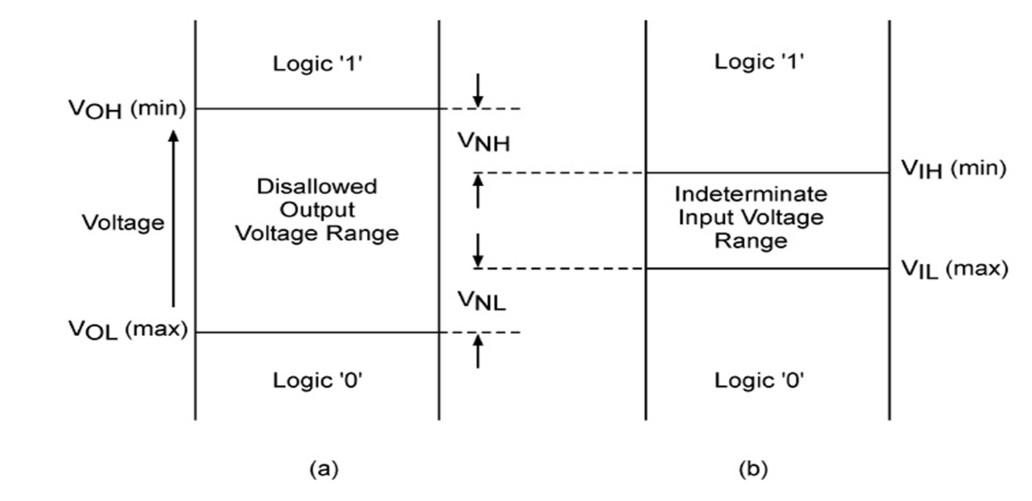 Logic '1'
Logic '1'
VOH (min)
VNH
VIH (min)
Disallowed
Output
Voltage Range
Indeterminate
Input Voltage
Range
Voltage
VIL (max)
VNL
VOL (max)
Logic '0'
Logic '0'
(a)
(b)